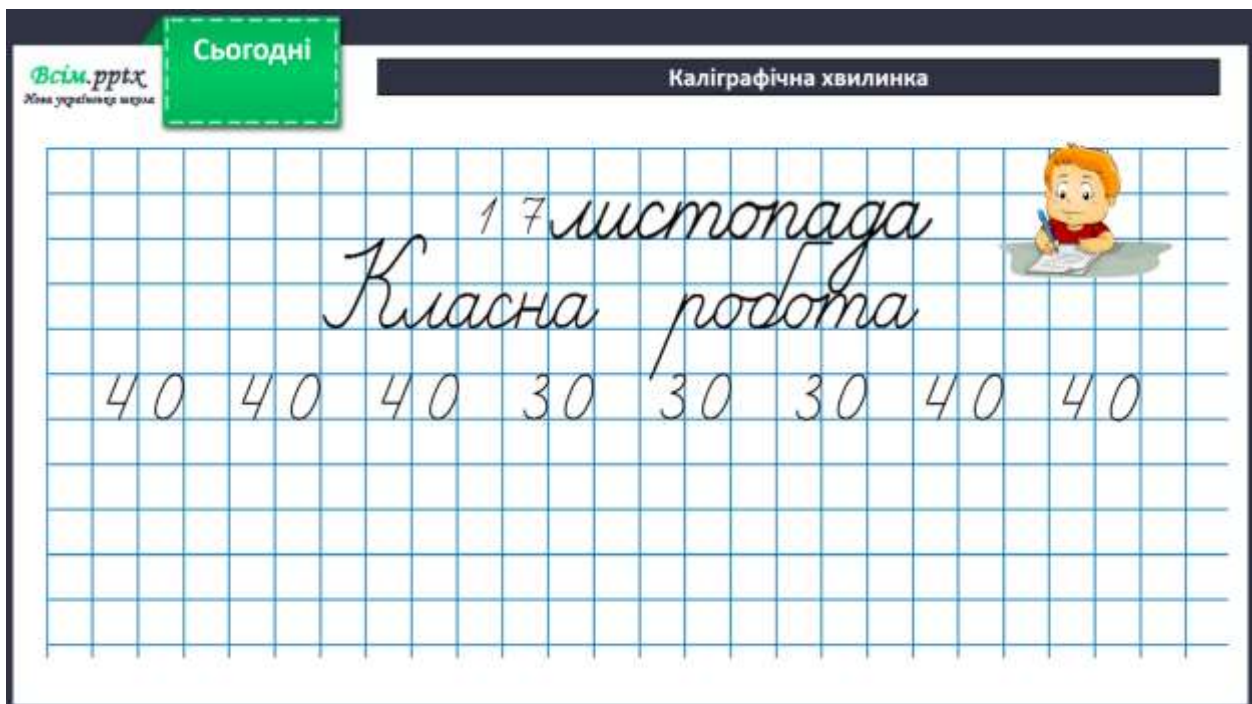 Сьогодні
Всім.pptx
Нова українська школа
Каліграфічна хвилинка
17 листопада
Класна робота
40 40 40 30 30 30 40 40